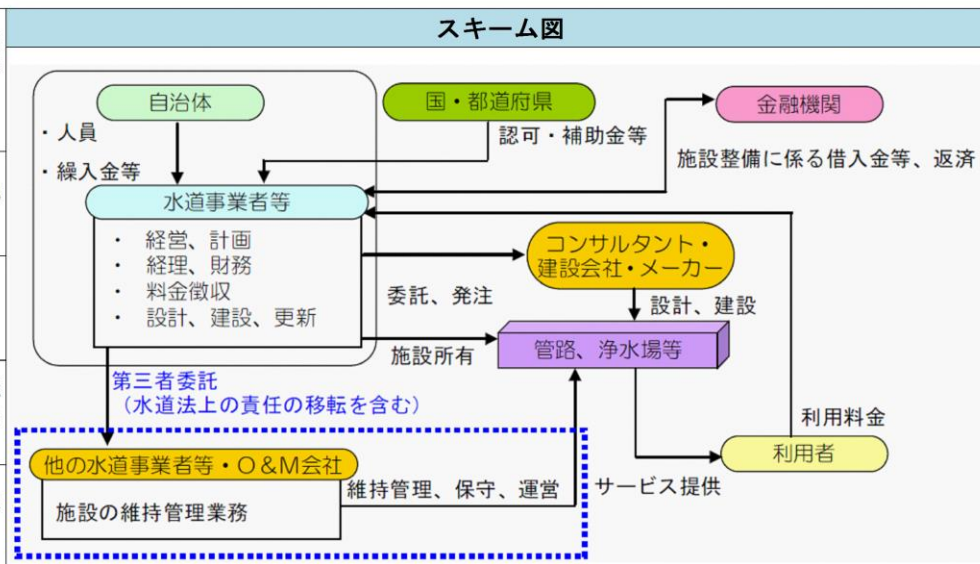 スキーム図
自治体
国・都道府県
金融機関
・人員
・繰入金等
認可・補助金等
施設整備に係る借入金等、返済
水道事業者等
・ 経営、計画
・ 経理、財務
・ 料金徴収
・ 設計、建設、更新
コンサルタント・
建設会社・メーカー
委託、発注
設計、建設
施設所有
管路、浄水場等
第三者委託
（水道法上の責任の移転を含む）
利用料金
利用者
他の水道事業者等・O&M会社
施設の維持管理業務
維持管理、保守、運営
サービス提供